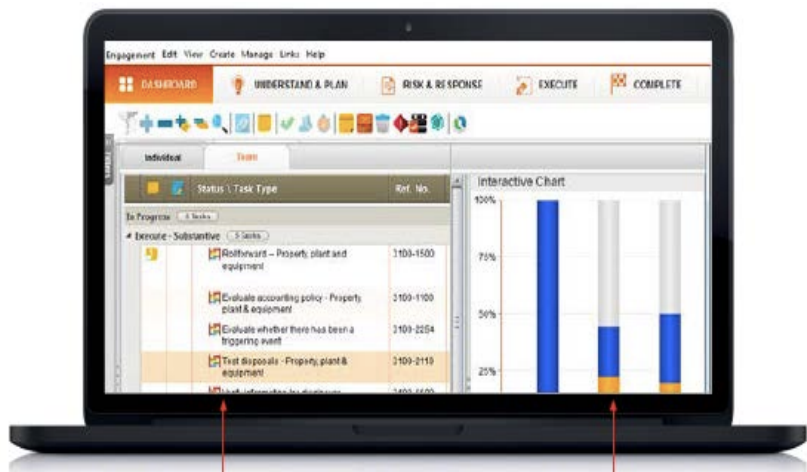 Engagement Edit View Create Manage Links Help
DASHBOARD UNDERSTAND & PLAN RISK & RESPONSE EXECUTE COMPLETE
Individual Team
Status \ Task Type Ref. No.
In Progress
Execute - Substantive
Rollforward – Property, plant and
equipment 3100-1500
Evaluate accounting policy - Property,
plant & equipment 3100-1100
Evaluate whether there has been a
triggering event 3100-2254
Test disposals - Property, plant &
equipment 3100-2110
Interactive Chart
100%
75%
50%
25%